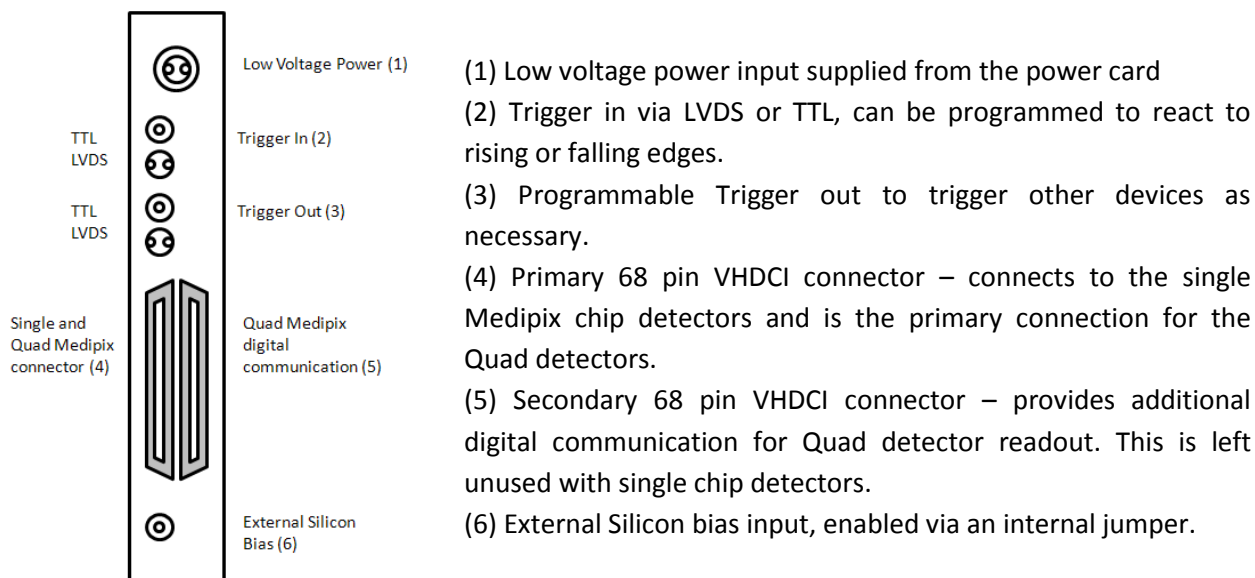 Low Voltage Power (1)
TTL
LVDS
Trigger In (2)
TTL
LVDS
Trigger Out (3)
Single and
Quad Medipix
connector (4)
Quad Medipix
digital
communication (5)
External Silicon
Bias (6)
(1) Low voltage power input supplied from the power card
(2) Trigger in via LVDS or TTL, can be programmed to react to
rising or falling edges.
(3) Programmable Trigger out to trigger other devices as
necessary.
(4) Primary 68 pin VHDCI connector – connects to the single
Medipix chip detectors and is the primary connection for the
Quad detectors.
(5) Secondary 68 pin VHDCI connector – provides additional
digital communication for Quad detector readout. This is left
unused with single chip detectors.
(6) External Silicon bias input, enabled via an internal jumper.